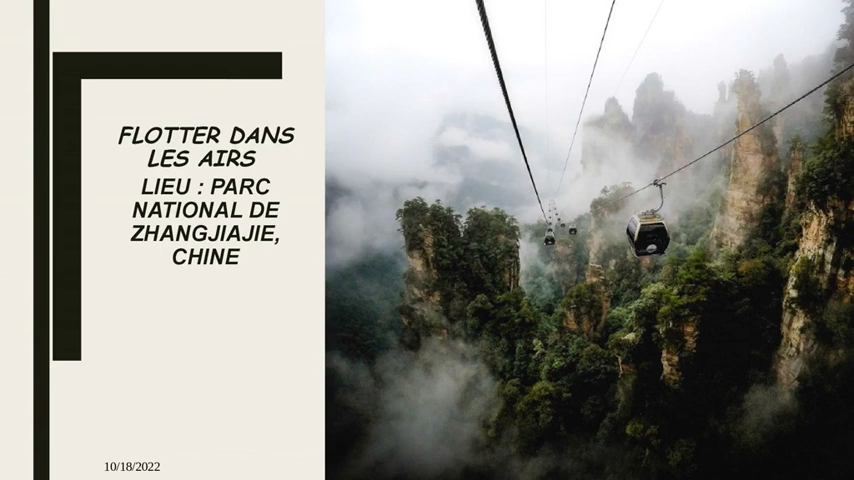 FLOTTER DANS
LES AIRS
LIEU : PARC
NATIONAL DE
ZHANGJIAJIE,
CHINE
10/18/2022